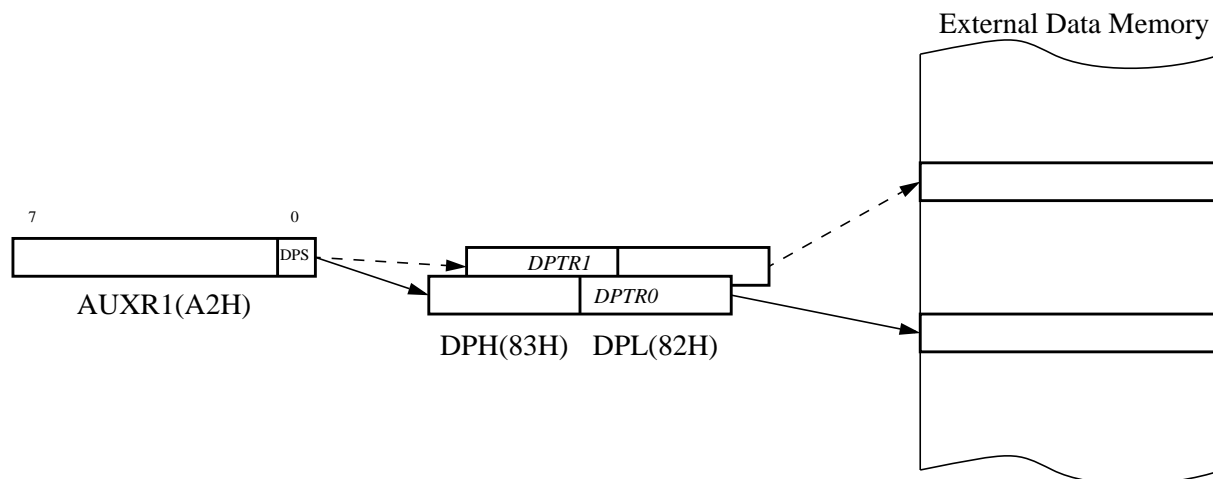 External Data Memory
7 0
DPS
DPTR1
DPTR0
AUXR1(A2H)
DPH(83H) DPL(82H)